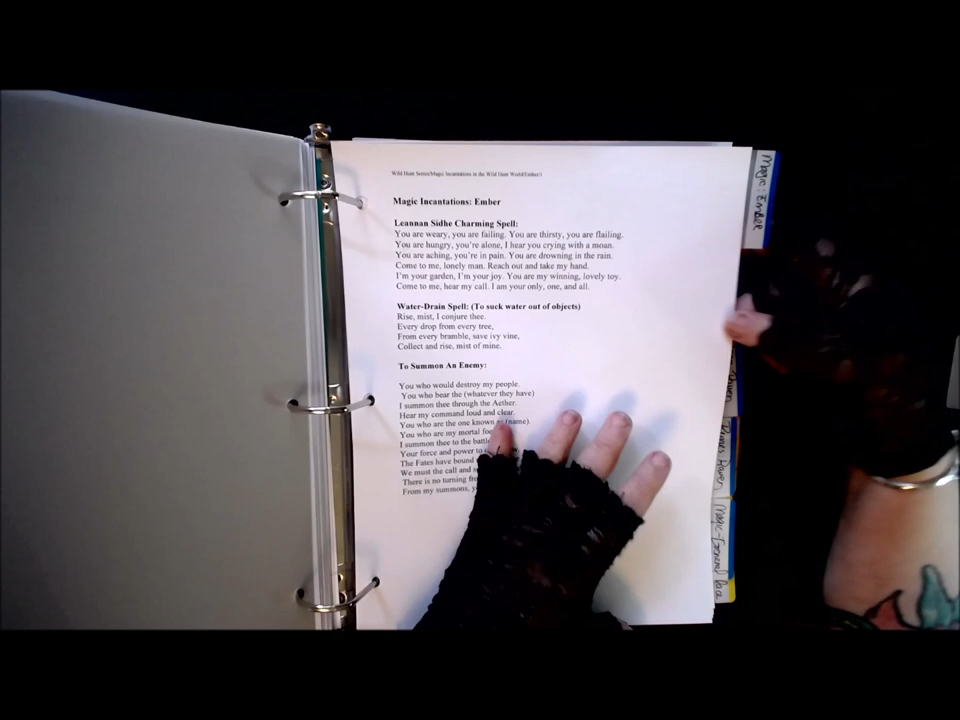 Wild Hunt Series/Magic Incantations in the Wild Hunt World/Ember/1
Magic Incantations: Ember
Leannan Sidhe Charming Spell:
You are weary, you are failing. You are thirsty, you are flailing.
You are hungry, you're alone, I hear you crying with a moan.
You are aching, you're in pain. You are drowning in the rain.
Come to me, lonely man. Reach out and take my hand.
I'm your garden, I'm your joy. You are my winning, lovely toy.
Come to me, hear my call. I am your only, one, and all.
Water-Drain Spell: (To suck water out of objects)
Rise, mist, I conjure thee.
Every drop from every tree,
From every bramble, save ivy vine,
Collect and rise, mist of mine.
To Summon An Enemy:
You who would destroy my people.
You who bear the (whatever they have)
I summon thee through the Aether.
Hear my command loud and clear.
You who are the one known as (name).
You who are my mortal foe
I summon thee to the battle
Your force and power to
The Fates have bound
We must the call and
There is no turning
From my summons,
Magic: Ember
Raven
Magic-General